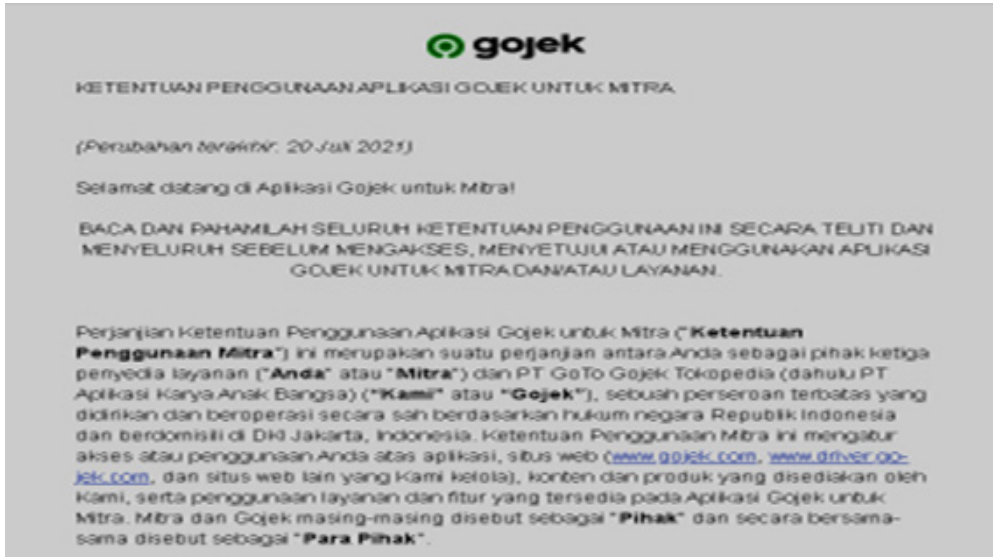 gojek
KETENTUAN PENGGUNAAN APLIKASI GOJEK UNTUK MITRA
(Perubahan terakhir: 20 Juli 2021)
Selamat datang di Aplikasi Gojek untuk Mitra!
BACA DAN PAHAMILAH SELURUH KETENTUAN PENGGUNAAN INI SECARA TELITI DAN
MENYELURUH SEBELUM MENGAKSES, MENYETUJUI ATAU MENGGUNAKAN APLIKASI
GOJEK UNTUK MITRA DAN/ATAU LAYANAN.
Perjanjian Ketentuan Penggunaan Aplikasi Gojek untuk Mitra ("Ketentuan
Penggunaan Mitra") ini merupakan suatu perjanjian antara Anda sebagai pihak ketiga
penyedia layanan ("Anda" atau "Mitra") dan PT GoTo Gojek Tokopedia (dahulu PT
Aplikasi Karya Anak Bangsa) ("Kami" atau "Gojek"), sebuah perseroan terbatas yang
didirikan dan beroperasi secara sah berdasarkan hukum negara Republik Indonesia
dan berdomisili di DKI Jakarta, Indonesia. Ketentuan Penggunaan Mitra ini mengatur
akses atau penggunaan Anda atas aplikasi, situs web (www.gojek.com, www.driver.go-
jek.com, dan situs web lain yang Kami kelola), konten dan produk yang disediakan oleh
Kami, serta penggunaan layanan dan fitur yang tersedia pada Aplikasi Gojek untuk
Mitra. Mitra dan Gojek masing-masing disebut sebagai "Pihak" dan secara bersama-
sama disebut sebagai "Para Pihak".